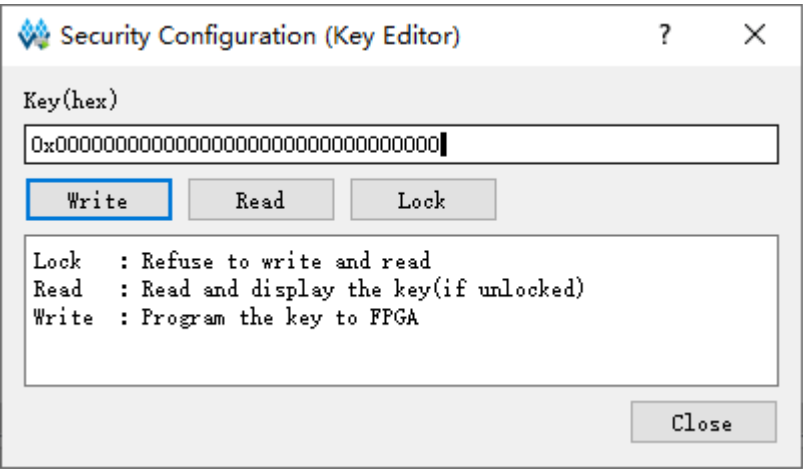 Security Configuration (Key Editor)
?
Key(hex)
0x00000000000000000000000000000000
Write Read Lock
Lock : Refuse to write and read
Read : Read and display the key(if unlocked)
Write : Program the key to FPGA
Close